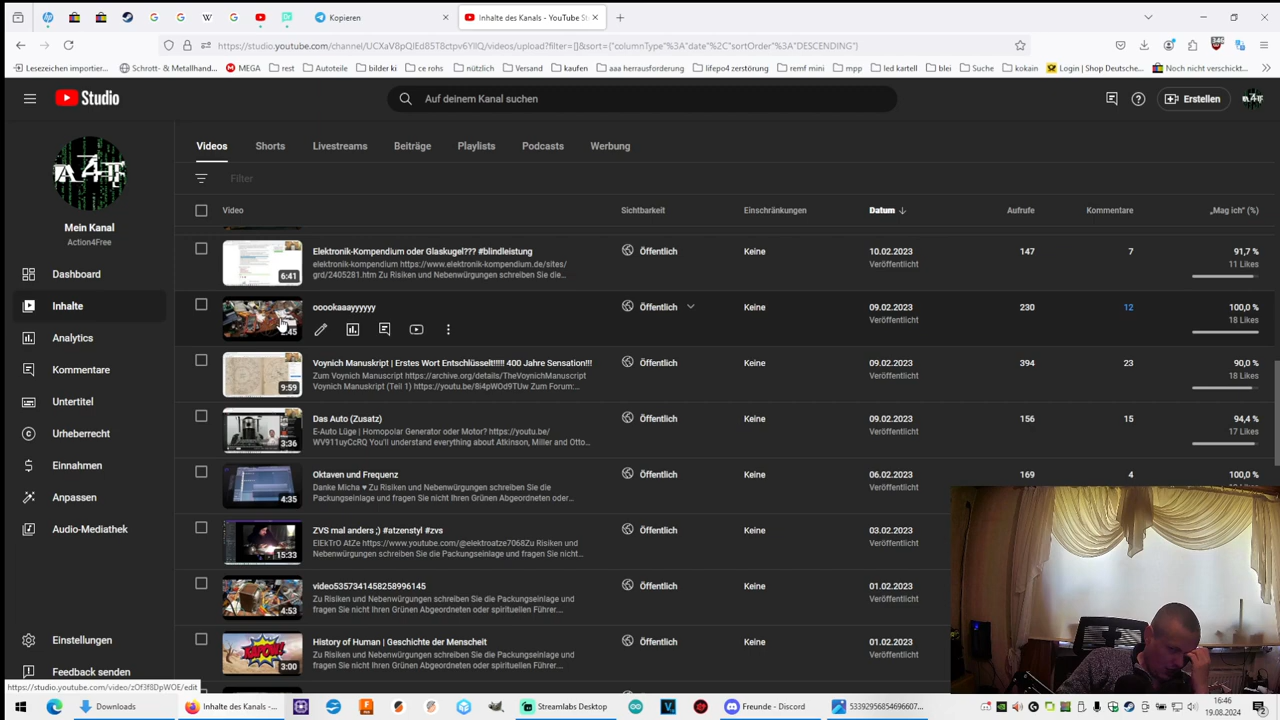 Kopieren
Inhalte des Kanals - YouTube St
https://studio.youtube.com/channel/UCXaV8pQIEd85T8ctpv6YIIQ/videos/upload?filter=[]&sort={"columnType"%3A"date"%2C"sortOrder"%3A"DESCENDING"}
Lesezeichen importier...
Schrott- & Metallhand...
MEGA
rest
Autoteile
bilder ki
ce rohs
nützlich
Versand
kaufen
aaa herrausforderung
lifepo4 zerstörung
remf mini
mpp
led kartell
blei
Suche
kokain
Login | Shop Deutsche...
Noch nicht verschickt...
Studio
Auf deinem Kanal suchen
Erstellen
A4F
Mein Kanal
Action4Free
Dashboard
Inhalte
Analytics
Kommentare
Untertitel
Urheberrecht
Einnahmen
Anpassen
Audio-Mediathek
Einstellungen
Feedback senden
Videos
Shorts
Livestreams
Beiträge
Playlists
Podcasts
Werbung
Filter
Video
Sichtbarkeit
Einschränkungen
Datum
Aufrufe
Kommentare
„Mag ich“ (%)
6:41
Elektronik-Kompendium oder Glaskugel??? #blindleistung
elektronik-kompendium https://www.elektronik-kompendium.de/sites/
grd/2405281.htm Zu Risiken und Nebenwürgungen schreiben Sie die...
Öffentlich
Keine
10.02.2023
Veröffentlicht
147
7
91,7 %
11 Likes
:45
ooookaaayyyyyy
Öffentlich
Keine
09.02.2023
Veröffentlicht
230
12
100,0 %
18 Likes
9:59
Voynich Manuskript | Erstes Wort Entschlüsselt!!!!! 400 Jahre Sensation!!!
Zum Voynich Manuskripte https://archive.org/details/TheVoynichManuscript
Voynich Manuskript (Teil 1) https://youtu.be/8i4pWOd9TUw Zum Forum:...
Öffentlich
Keine
09.02.2023
Veröffentlicht
394
23
90,0 %
18 Likes
3:36
Das Auto (Zusatz)
E-Auto Lüge | Homopolar Generator oder Motor? https://youtu.be/
WV911uyCcRQ You'll understand everything about Atkinson, Miller and Otto...
Öffentlich
Keine
09.02.2023
Veröffentlicht
156
15
94,4 %
17 Likes
4:35
Oktaven und Frequenz
Danke Micha ♥ Zu Risiken und Nebenwürgungen schreiben Sie die
Packungseinlage und fragen Sie nicht Ihren Grünen Abgeordneten oder...
Öffentlich
Keine
06.02.2023
Veröffentlicht
169
4
100,0 %
15:33
ZVS mal anders ;) #atzenstyl #zvs
ElEkTrO AtZe https://www.youtube.com/@elektroatze7068Zu Risiken und
Nebenwürgungen schreiben Sie die Packungseinlage und fragen Sie nicht...
Öffentlich
Keine
03.02.2023
Veröffentlicht
4:53
video5357341458258996145
Zu Risiken und Nebenwürgungen schreiben Sie die Packungseinlage und
fragen Sie nicht Ihren Grünen Abgeordneten oder spirituellen Führer...
Öffentlich
Keine
01.02.2023
Veröffentlicht
KAPOW!
3:00
History of Human | Geschichte der Menscheit
Zu Risiken und Nebenwürgungen schreiben Sie die Packungseinlage und
fragen Sie nicht Ihren Grünen Abgeordneten oder spirituellen Führer...
Öffentlich
Keine
01.02.2023
Veröffentlicht
https://studio.youtube.com/video/zOf3f8DpWOE/edit
Downloads
Inhalte des Kanals - ...
Streamlabs Desktop
Freunde - Discord
53392956854696607...
16:46
19.08.2024